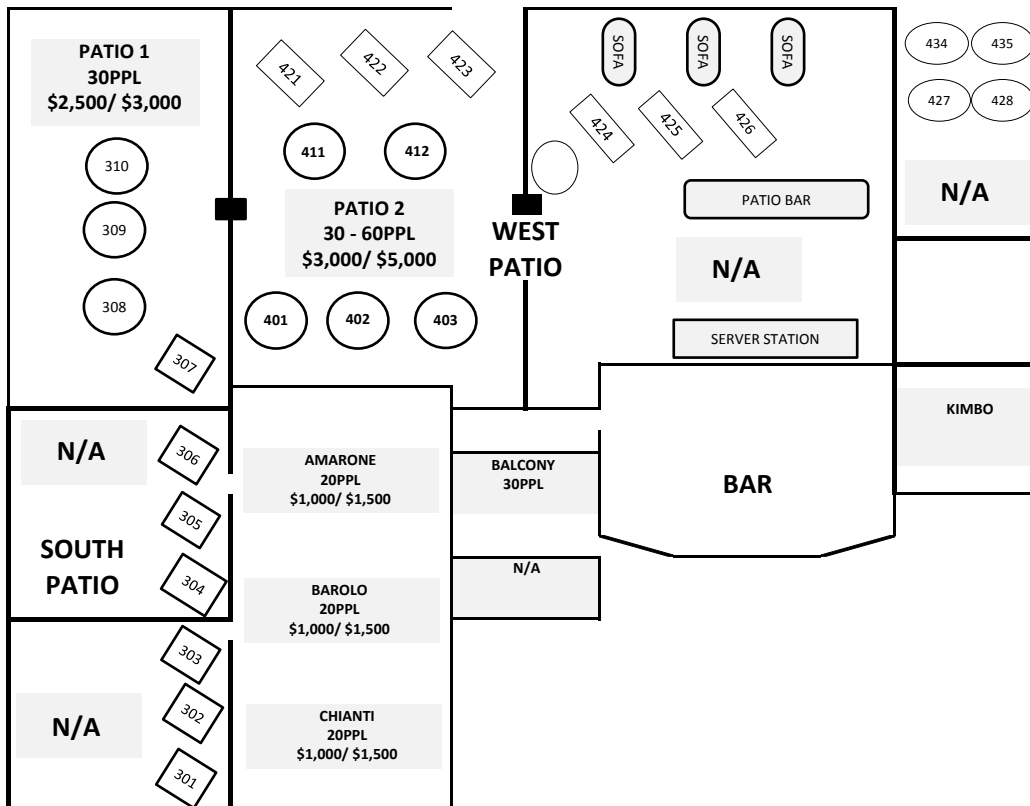 PATIO 1
30PPL
$2,500/ $3,000
310
309
308
307
421
422
423
411
412
PATIO 2
30 - 60PPL
$3,000/ $5,000
401
402
403
WEST
PATIO
SOFA
SOFA
SOFA
424
425
426
PATIO BAR
N/A
SERVER STATION
434
435
427
428
N/A
KIMBO
N/A
306
305
304
SOUTH
PATIO
303
302
301
N/A
AMARONE
20PPL
$1,000/ $1,500
BALCONY
30PPL
BAR
BAROLO
20PPL
$1,000/ $1,500
N/A
CHIANTI
20PPL
$1,000/ $1,500